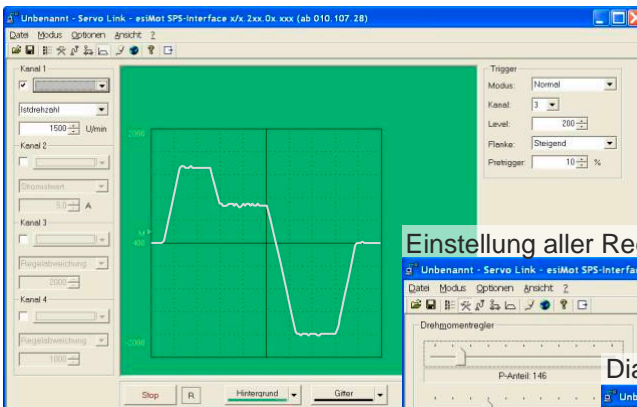 Unbenannt - Servo Link - esiMot SPS-Interface x/x.2xx.0x.xxx (ab 010.107.28)
Datei Modus Optionen Ansicht ?
Kanal 1
Istdrehzahl
1500 U/min
Kanal 2
Stromistwert
5.0 A
Kanal 3
Regelabweichung
2000
Kanal 4
Regelabweichung
1000
2000
M
400
-2000
Stop R Hintergrund Gitter
Trigger
Modus: Normal
Kanal: 3
Level: 200
Flanke: Steigend
Pretrigger: 10 %
Einstellung aller Re
Unbenannt - Servo Link - esiMot SPS-Interfa
Datei Modus Optionen Ansicht ?
Drehmomentregler
P-Anteil: 146
Dia
Unb